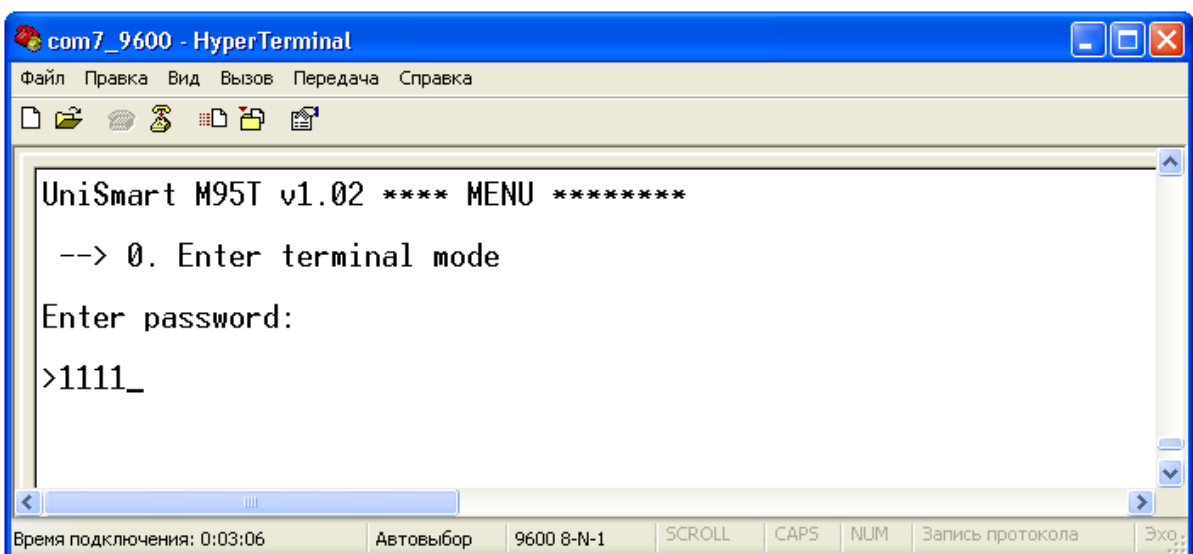 com7_9600 - HyperTerminal
Файл Правка Вид Вызов Передача Справка
UniSmart M95T v1.02 **** MENU ********
--> 0. Enter terminal mode
Enter password:
>1111_
Время подключения: 0:03:06 Автовыбор 9600 8-N-1 SCROLL CAPS NUM Запись протокола Эхо